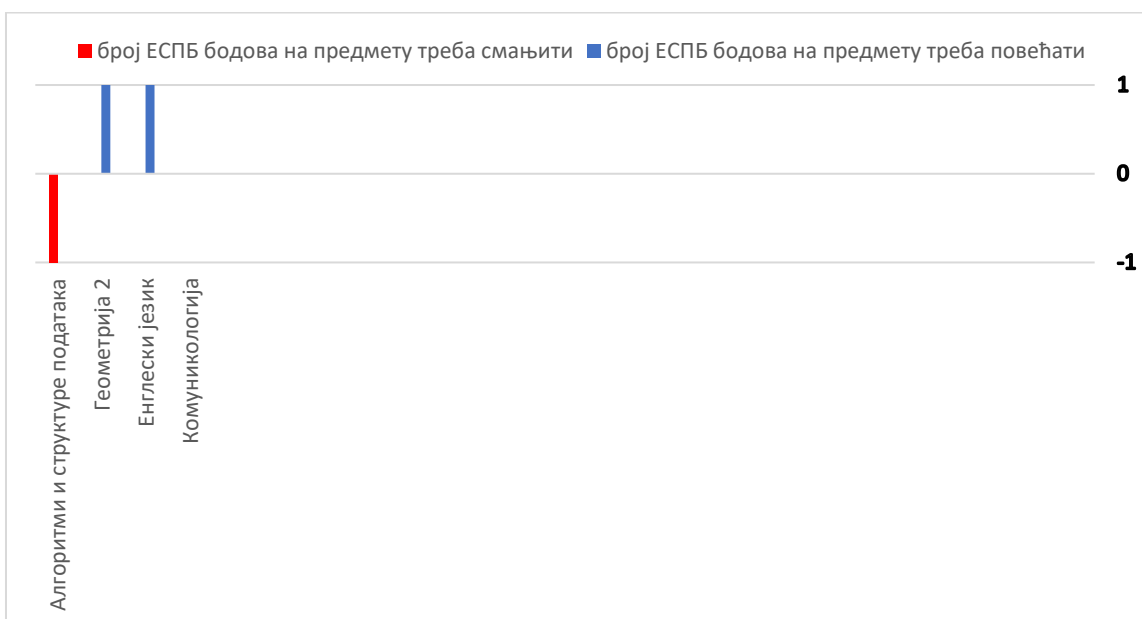 број ЕСПБ бодова на предмету треба смањити
број ЕСПБ бодова на предмету треба повећати
1
0
-1
Алгоритми и структуре података
Геометрија 2
Енглески језик
Комуникологија